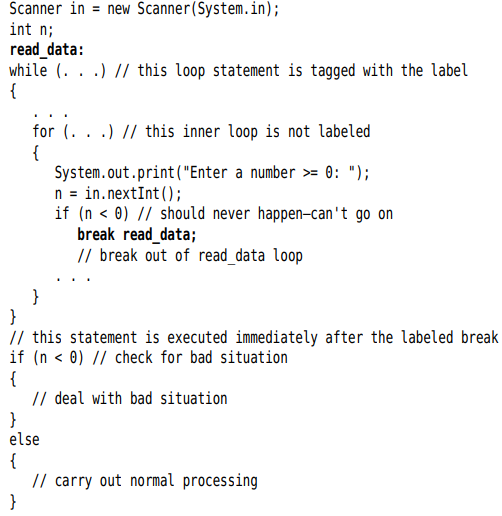 Scanner in = new Scanner(System.in);
int n;
read_data:
while (. . .) // this loop statement is tagged with the label
{
. . .
for (. . .) // this inner loop is not labeled
{
System.out.print("Enter a number >= 0: ");
n = in.nextInt();
if (n < 0) // should never happen—can't go on
break read_data;
// break out of read_data loop
. . .
}
}
// this statement is executed immediately after the labeled break
if (n < 0) // check for bad situation
{
// deal with bad situation
}
else
{
// carry out normal processing
}